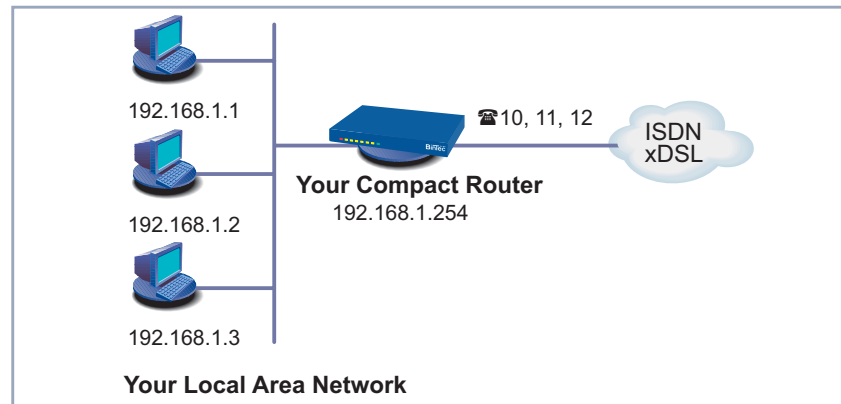 192.168.1.1
192.168.1.2
192.168.1.3
Your Local Area Network
BinTec
Your Compact Router
192.168.1.254
☎10, 11, 12
ISDN
xDSL